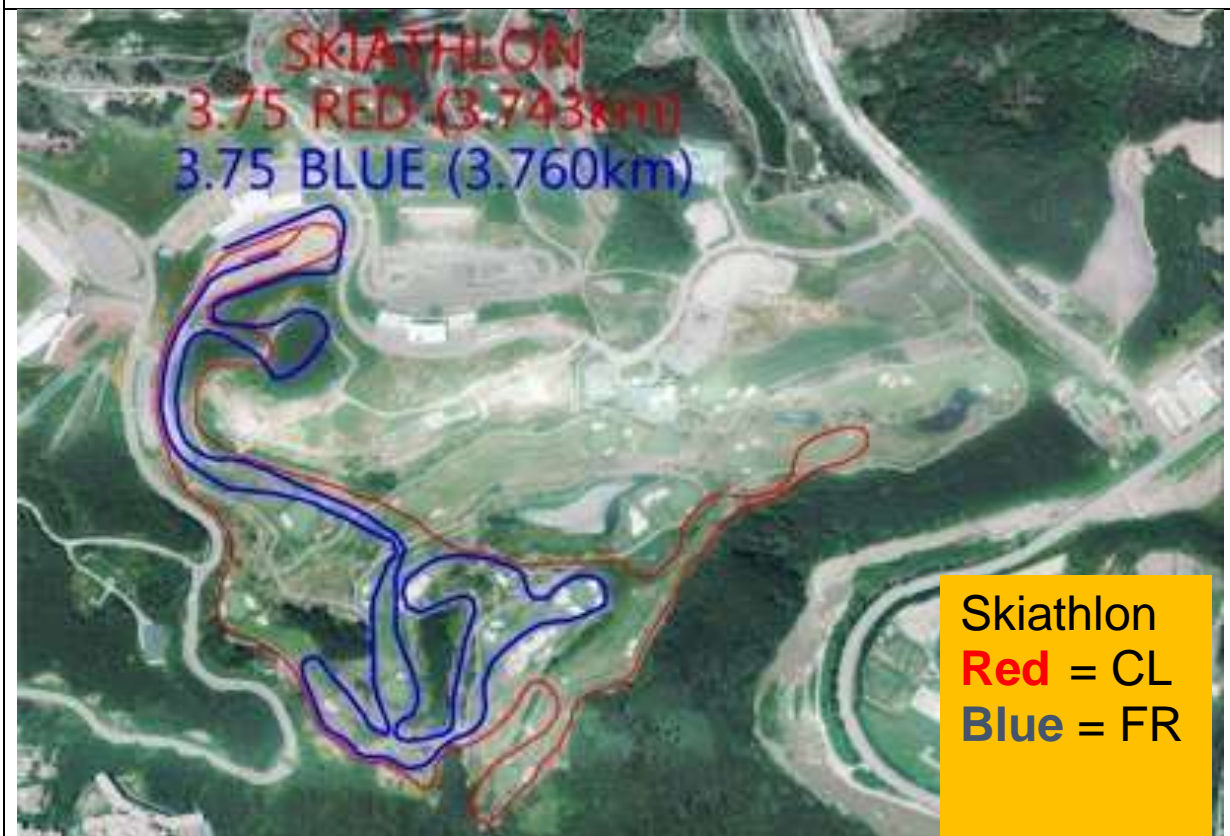 SKIATHLON
3.75 RED (3.743km)
3.75 BLUE (3.760km)
Skiathlon
Red = CL
Blue = FR